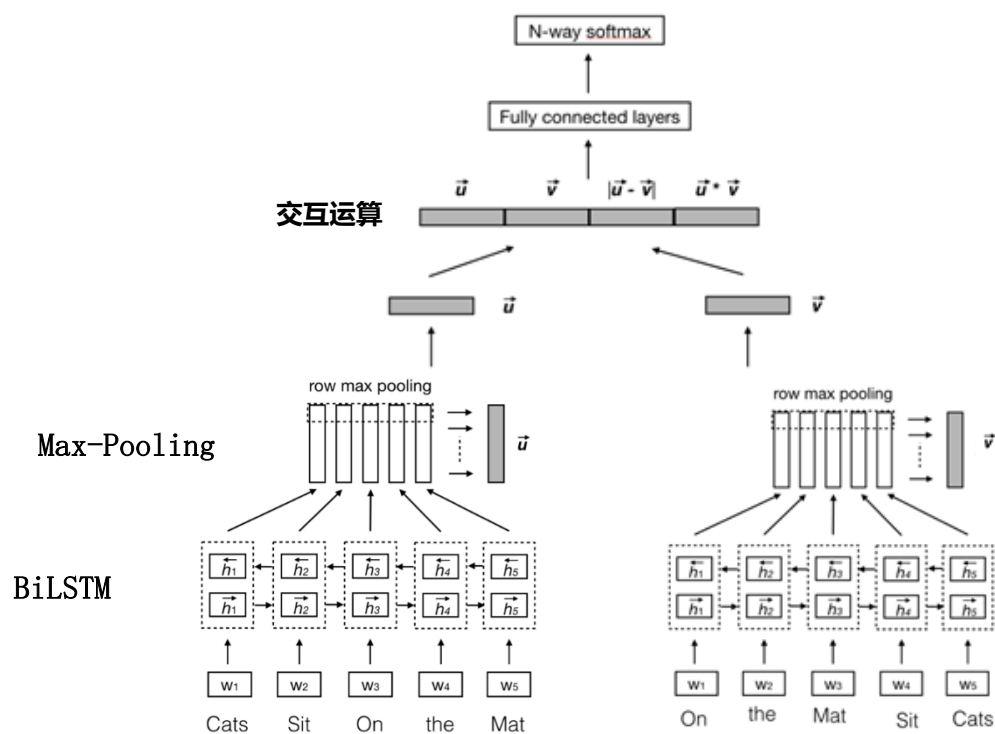 N-way softmax
Fully connected layers
u v |u - v| u * v
交互运算
u v
row max pooling row max pooling
Max-Pooling u v
BiLSTM
h1 h2 h3 h4 h5 h1 h2 h3 h4 h5
h1 h2 h3 h4 h5 h1 h2 h3 h4 h5
w1 w2 w3 w4 w5 w1 w2 w3 w4 w5
Cats Sit On the Mat On the Mat Sit Cats